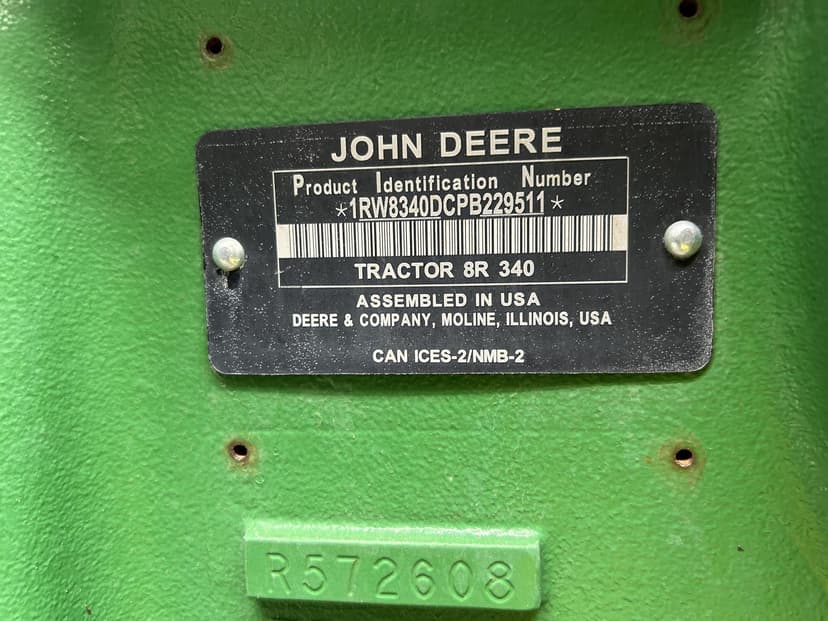 JOHN DEERE
Product Identification Number
*1RW8340DCPB229511*
TRACTOR 8R 340
ASSEMBLED IN USA
DEERE & COMPANY, MOLINE, ILLINOIS, USA
CAN ICES-2/NMB-2
R572608